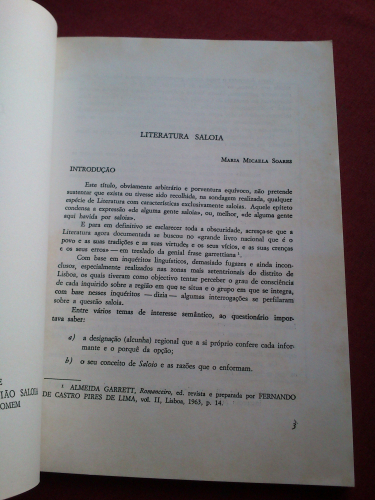 LITERATURA SALOIA
MARIA MICAELA SOARES
INTRODUÇÃO
Este título, obviamente arbitrário e porventura equívoco, não pretende
sustentar que exista ou tivesse sido recolhida, na sondagem realizada, qualquer
espécie de Literatura com características exclusivamente saloias. Aquele epíteto
condensa a expressão «de alguma gente saloia», ou, melhor, «de alguma gente
aqui havida por saloia».
E para em definitivo se esclarecer toda a obscuridade, acresça-se que a
Literatura agora documentada se buscou no «grande livro nacional que é o
povo e as suas tradições e as suas virtudes e os seus vícios, e as suas crenças
e os seus erros» — em traslado da genial frase garrettiana ¹.
Com base em inquéritos linguísticos, demasiado fugazes e ainda incon-
clusos, especialmente realizados nas zonas mais setentrionais do distrito de
Lisboa, os quais tiveram como objectivo tentar perceber o grau de consciência
de cada inquirido sobre a região em que se situa e o grupo em que se integra,
com base nesses inquéritos — dizia — algumas interrogações se perfilaram
sobre a questão saloia.
Entre vários temas de interesse semântico, ao questionário impor-
tava saber:
a) a designação (alcunha) regional que a si próprio confere cada infor-
mante e o porquê da opção;
b) o seu conceito de Saloio e as razões que o enformam.
¹ ALMEIDA GARRETT, Romanceiro, ed. revista e preparada por FERNANDO
DE CASTRO PIRES DE LIMA, vol. II, Lisboa, 1963, p. 14.
3
E
IÃO SALOIA
OMEM